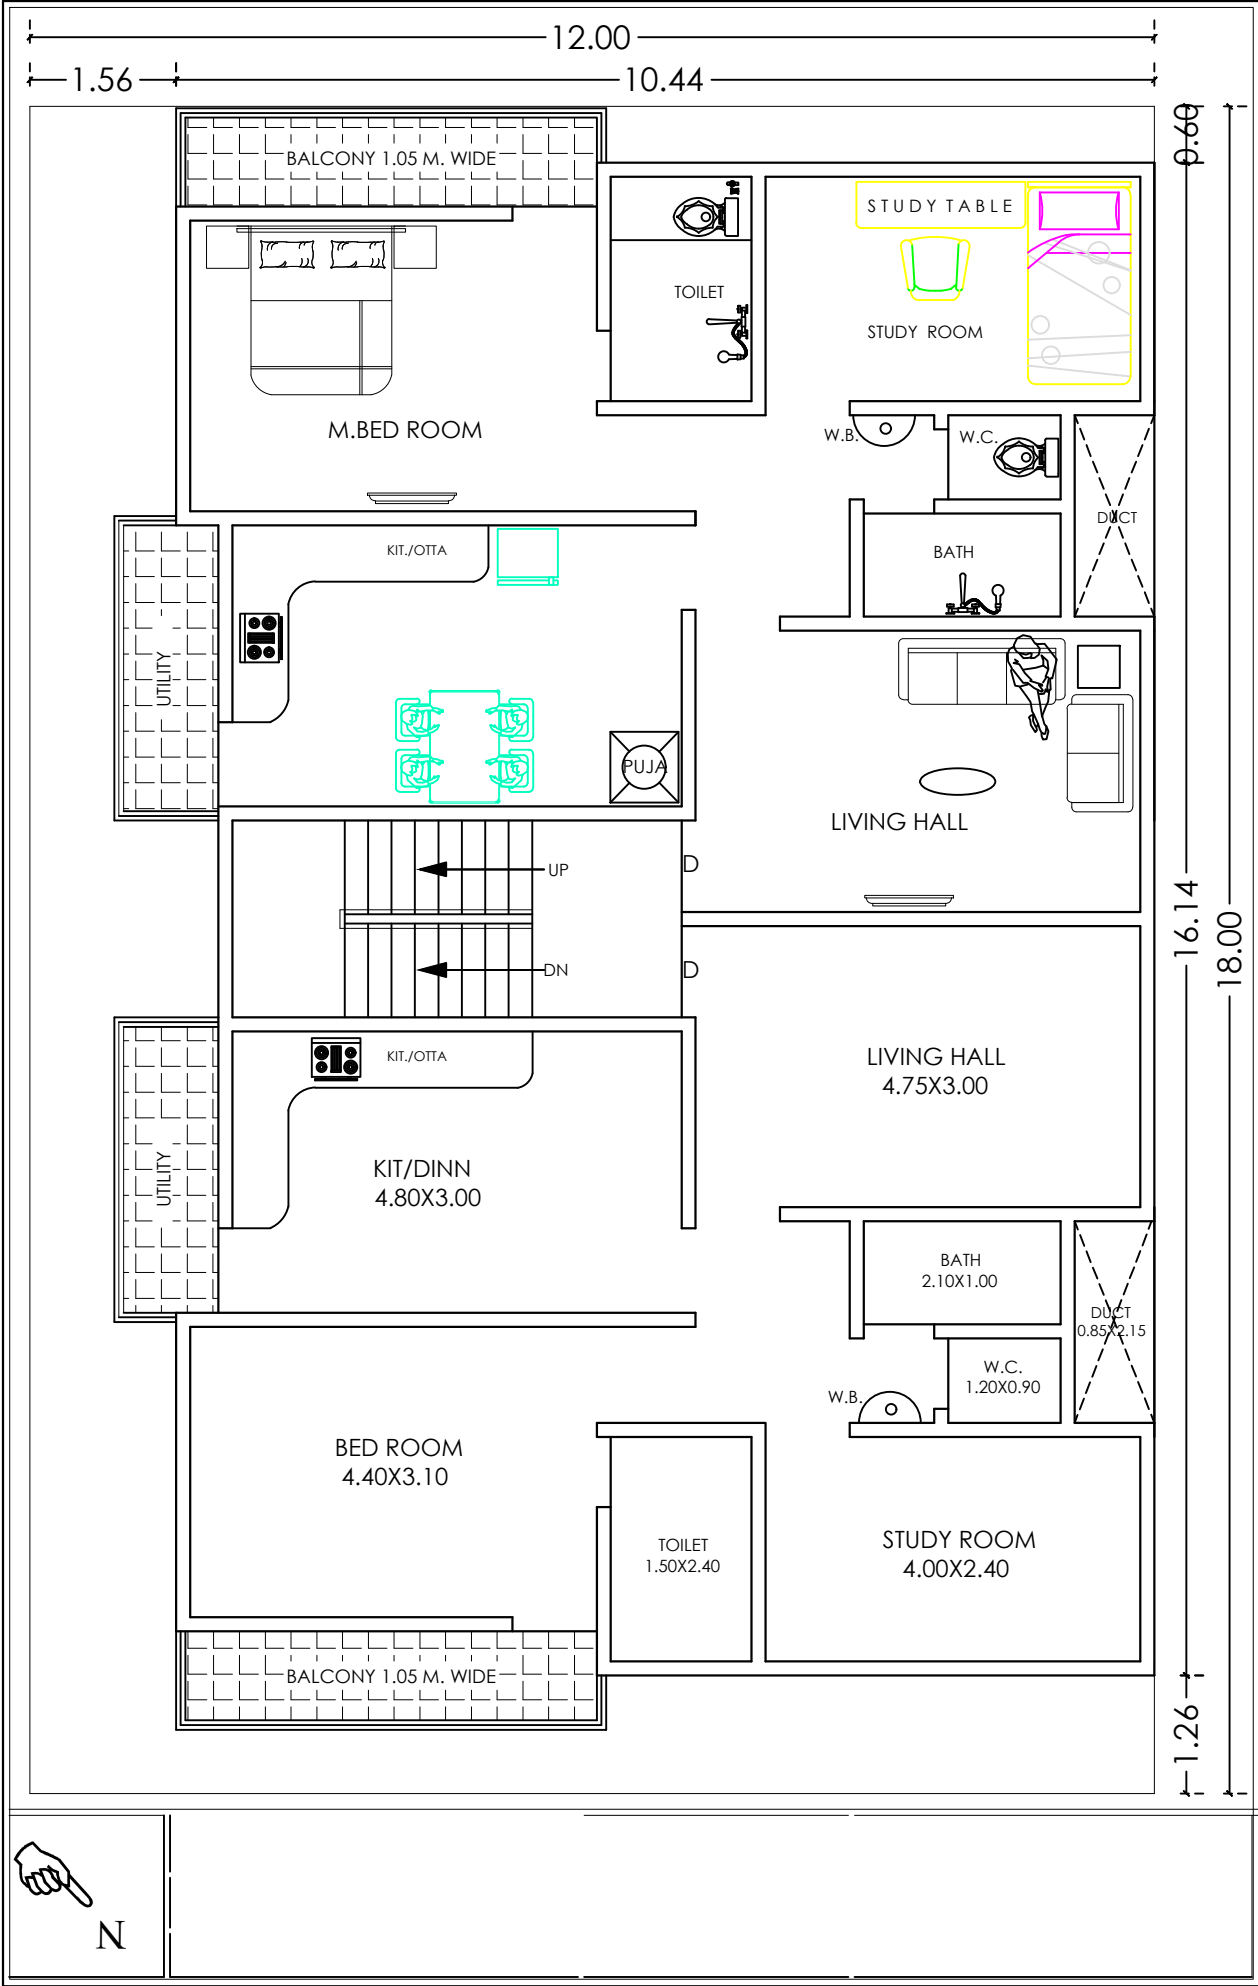 12.00
1.56
10.44
0.60
BALCONY 1.05 M. WIDE
STUDY TABLE
TOILET
STUDY ROOM
M.BED ROOM
W.B.
W.C.
DUCT
KIT./OTTA
BATH
UTILITY
PUJA
LIVING HALL
UP
D
16.14
18.00
DN
D
KIT./OTTA
LIVING HALL
4.75X3.00
UTILITY
KIT/DINN
4.80X3.00
BATH
2.10X1.00
DUCT
0.85X2.15
W.C.
1.20X0.90
W.B.
BED ROOM
4.40X3.10
TOILET
1.50X2.40
STUDY ROOM
4.00X2.40
BALCONY 1.05 M. WIDE
1.26
N